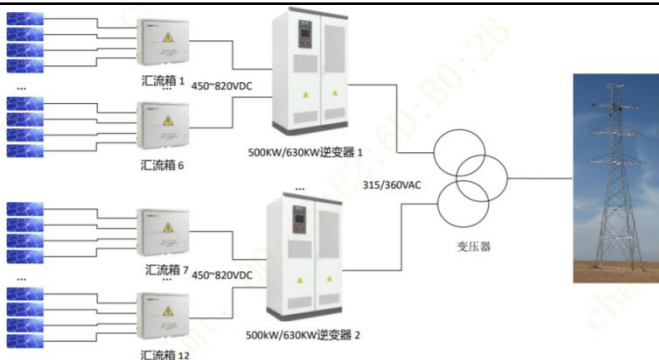 汇流箱 1
...
...
450~820VDC
汇流箱 6
500KW/630KW逆变器 1
...
315/360VAC
变压器
汇流箱 7
...
...
450~820VDC
汇流箱 12
500kW/630KW逆变器 2